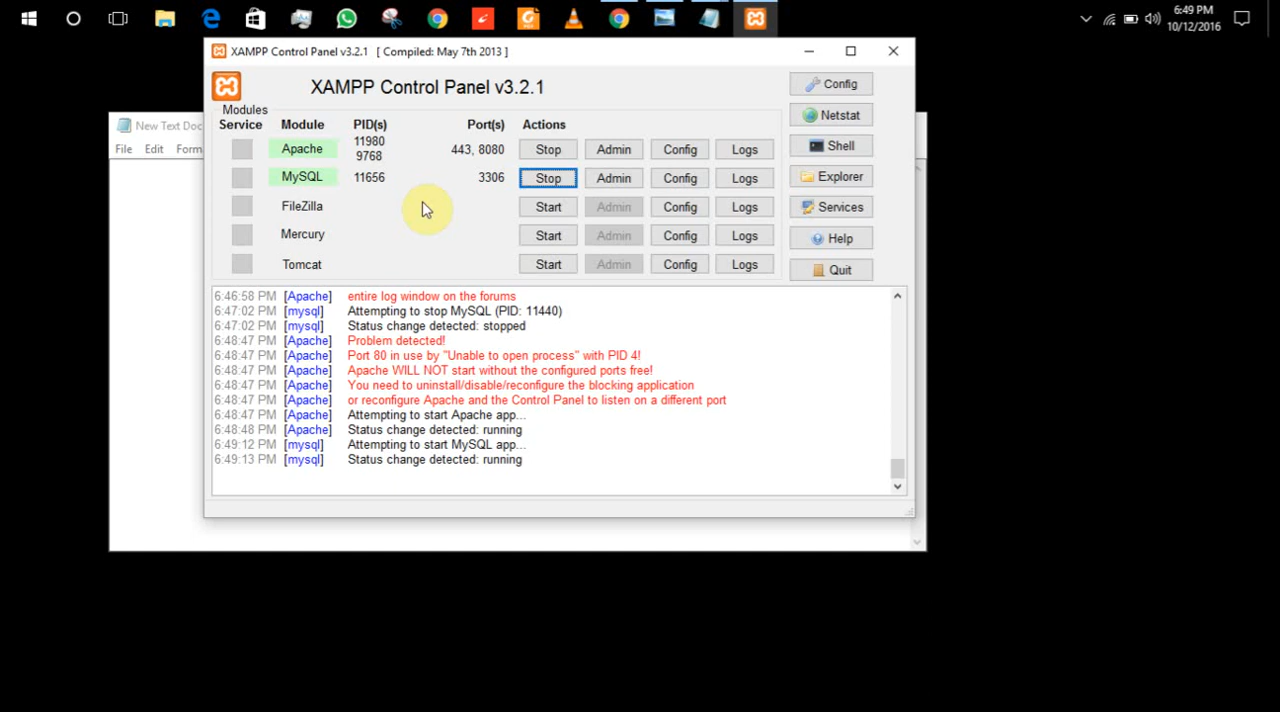 6:49 PM
10/12/2016
XAMPP Control Panel v3.2.1 [ Compiled: May 7th 2013 ]
XAMPP Control Panel v3.2.1
Config
Modules
Service Module PID(s) Port(s) Actions
Netstat
Apache 11980 9768 443, 8080 Stop Admin Config Logs
Shell
MySQL 11656 3306 Stop Admin Config Logs
Explorer
FileZilla Start Admin Config Logs
Services
Mercury Start Admin Config Logs
Help
Tomcat Start Admin Config Logs
Quit
New Text Doc
File Edit Form
6:46:58 PM [Apache] entire log window on the forums
6:47:02 PM [mysql] Attempting to stop MySQL (PID: 11440)
6:47:02 PM [mysql] Status change detected: stopped
6:48:47 PM [Apache] Problem detected!
6:48:47 PM [Apache] Port 80 in use by "Unable to open process" with PID 4!
6:48:47 PM [Apache] Apache WILL NOT start without the configured ports free!
6:48:47 PM [Apache] You need to uninstall/disable/reconfigure the blocking application
6:48:47 PM [Apache] or reconfigure Apache and the Control Panel to listen on a different port
6:48:47 PM [Apache] Attempting to start Apache app...
6:48:48 PM [Apache] Status change detected: running
6:49:12 PM [mysql] Attempting to start MySQL app...
6:49:13 PM [mysql] Status change detected: running